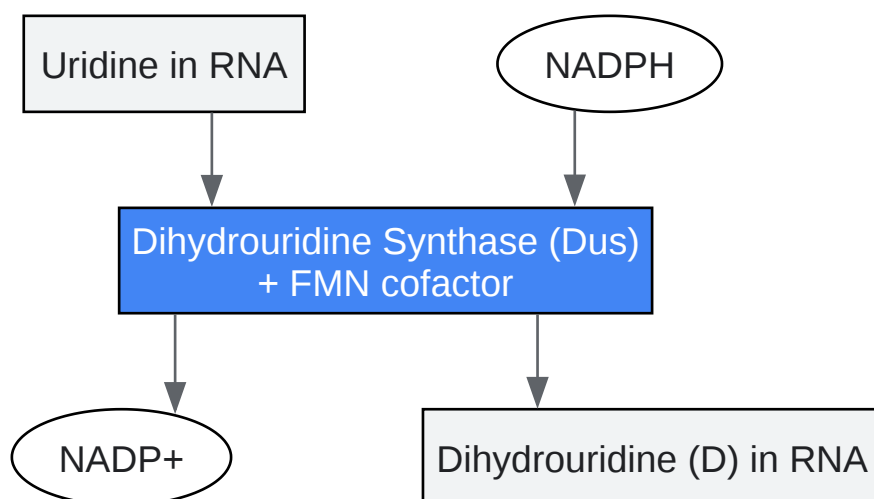 Uridine in RNA
NADPH
Dihydrouridine Synthase (Dus)
+ FMN cofactor
NADP+
Dihydrouridine (D) in RNA